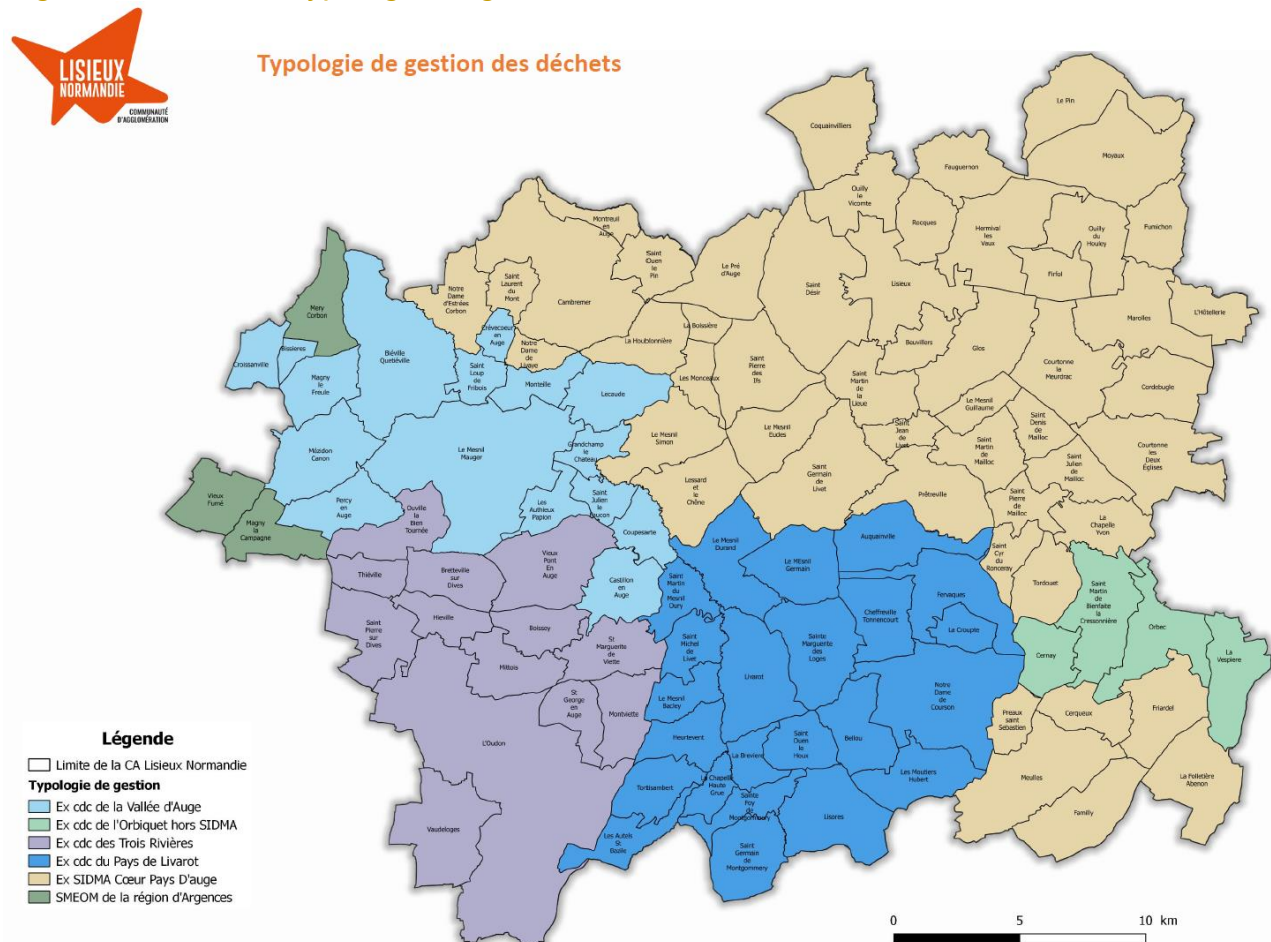 LISIEUX
NORMANDIE
COMMUNAUTÉ
D'AGGLOMÉRATION
Typologie de gestion des déchets
Le Pin
Coquainvilliers
Moyaux
Fauguernon
Ouilly
le
Vicomte
Rocques
Hermival
les
Vaux
Ouilly
du
Houley
Fumichon
Montreuil
en
Auge
Saint
Ouen
le
Pin
Le Pré
d'Auge
Saint
Désir
Lisieux
Firfol
Notre
Dame
d'Estrées
Corbon
Saint
Laurent
du
Mont
Cambremer
Mery
Corbon
L'Hôtellerie
Marolles
Crèvecoeur
en
Auge
La Boissière
La Houblonnière
Notre
Dame
de
Livaye
Beuvillers
Glos
Croissanville
Bissieres
Biéville
Quetiéville
Saint
Loup
de
Fribois
Monteille
Lecaude
Les Monceaux
Saint
Pierre
des
Ifs
Saint
Martin
de
la
Lieue
Courtonne
la
Meurdrac
Cordebugle
Magny
le
Freule
Le Mesnil
Guillaume
Mézidon
Canon
Le Mesnil
Mauger
Grandchamp
le
Chateau
Le Mesnil
Simon
Le Mesnil
Eudes
Saint
Jean
de
Livet
Saint
Martin
de
Mailloc
Saint
Denis
de
Mailloc
Saint
Julien
de
Mailloc
Courtonne
les
Deux
Eglises
Vieux
Fumé
Magny
la
Campagne
Percy
en
Auge
Ouville
la
Bien
Tournée
Les
Authieux
Papion
Saint
Julien
le
Faucon
Coupesarte
Lessard
et
le
Chêne
Saint
Germain
de
Livet
Prêtreville
Saint
Pierre
de
Mailloc
La
Chapelle
Yvon
Thiéville
Bretteville
sur
Dives
Vieux
Pont
En
Auge
Castillon
en
Auge
Le Mesnil
Durand
Le Mesnil
Germain
Auquainville
Saint
Cyr
du
Ronceray
Tordouet
Saint
Martin
de
Bienfaite
la
Cressonnière
Orbec
La
Vespiere
Cernay
Saint
Pierre
sur
Dives
Hieville
Boissey
Mittois
St
Marguerite
de
Viette
Saint
Martin
du
Mesnil
Oury
Saint
Michel
de
Livet
Cheffreville
Tonnencourt
Fervaques
La Croupte
Sainte
Marguerite
des
Loges
Livarot
Le Mesnil
Bacley
St
George
en
Auge
Montviette
L'Oudon
Heurtevent
Notre
Dame
de
Courson
Preaux
saint
Sebastien
Cerqueux
Friardel
La Breviere
Saint
Ouen
le
Houx
Bellou
Les Moutiers
Hubert
Meulles
Familly
La Folletière
Abenon
Tortisambert
La
Chapelle
Haute
Grue
Sainte
Foy
de
Montgommery
Lisores
Vaudeloges
Les Autels
St
Bazile
Saint
Germain
de
Montgommery
Légende
Limite de la CA Lisieux Normandie
Typologie de gestion
Ex cdc de la Vallée d'Auge
Ex cdc de l'Orbiquet hors SIDMA
Ex cdc des Trois Rivières
Ex cdc du Pays de Livarot
Ex SIDMA Cœur Pays D'auge
SMEOM de la région d'Argences
0 5 10 km